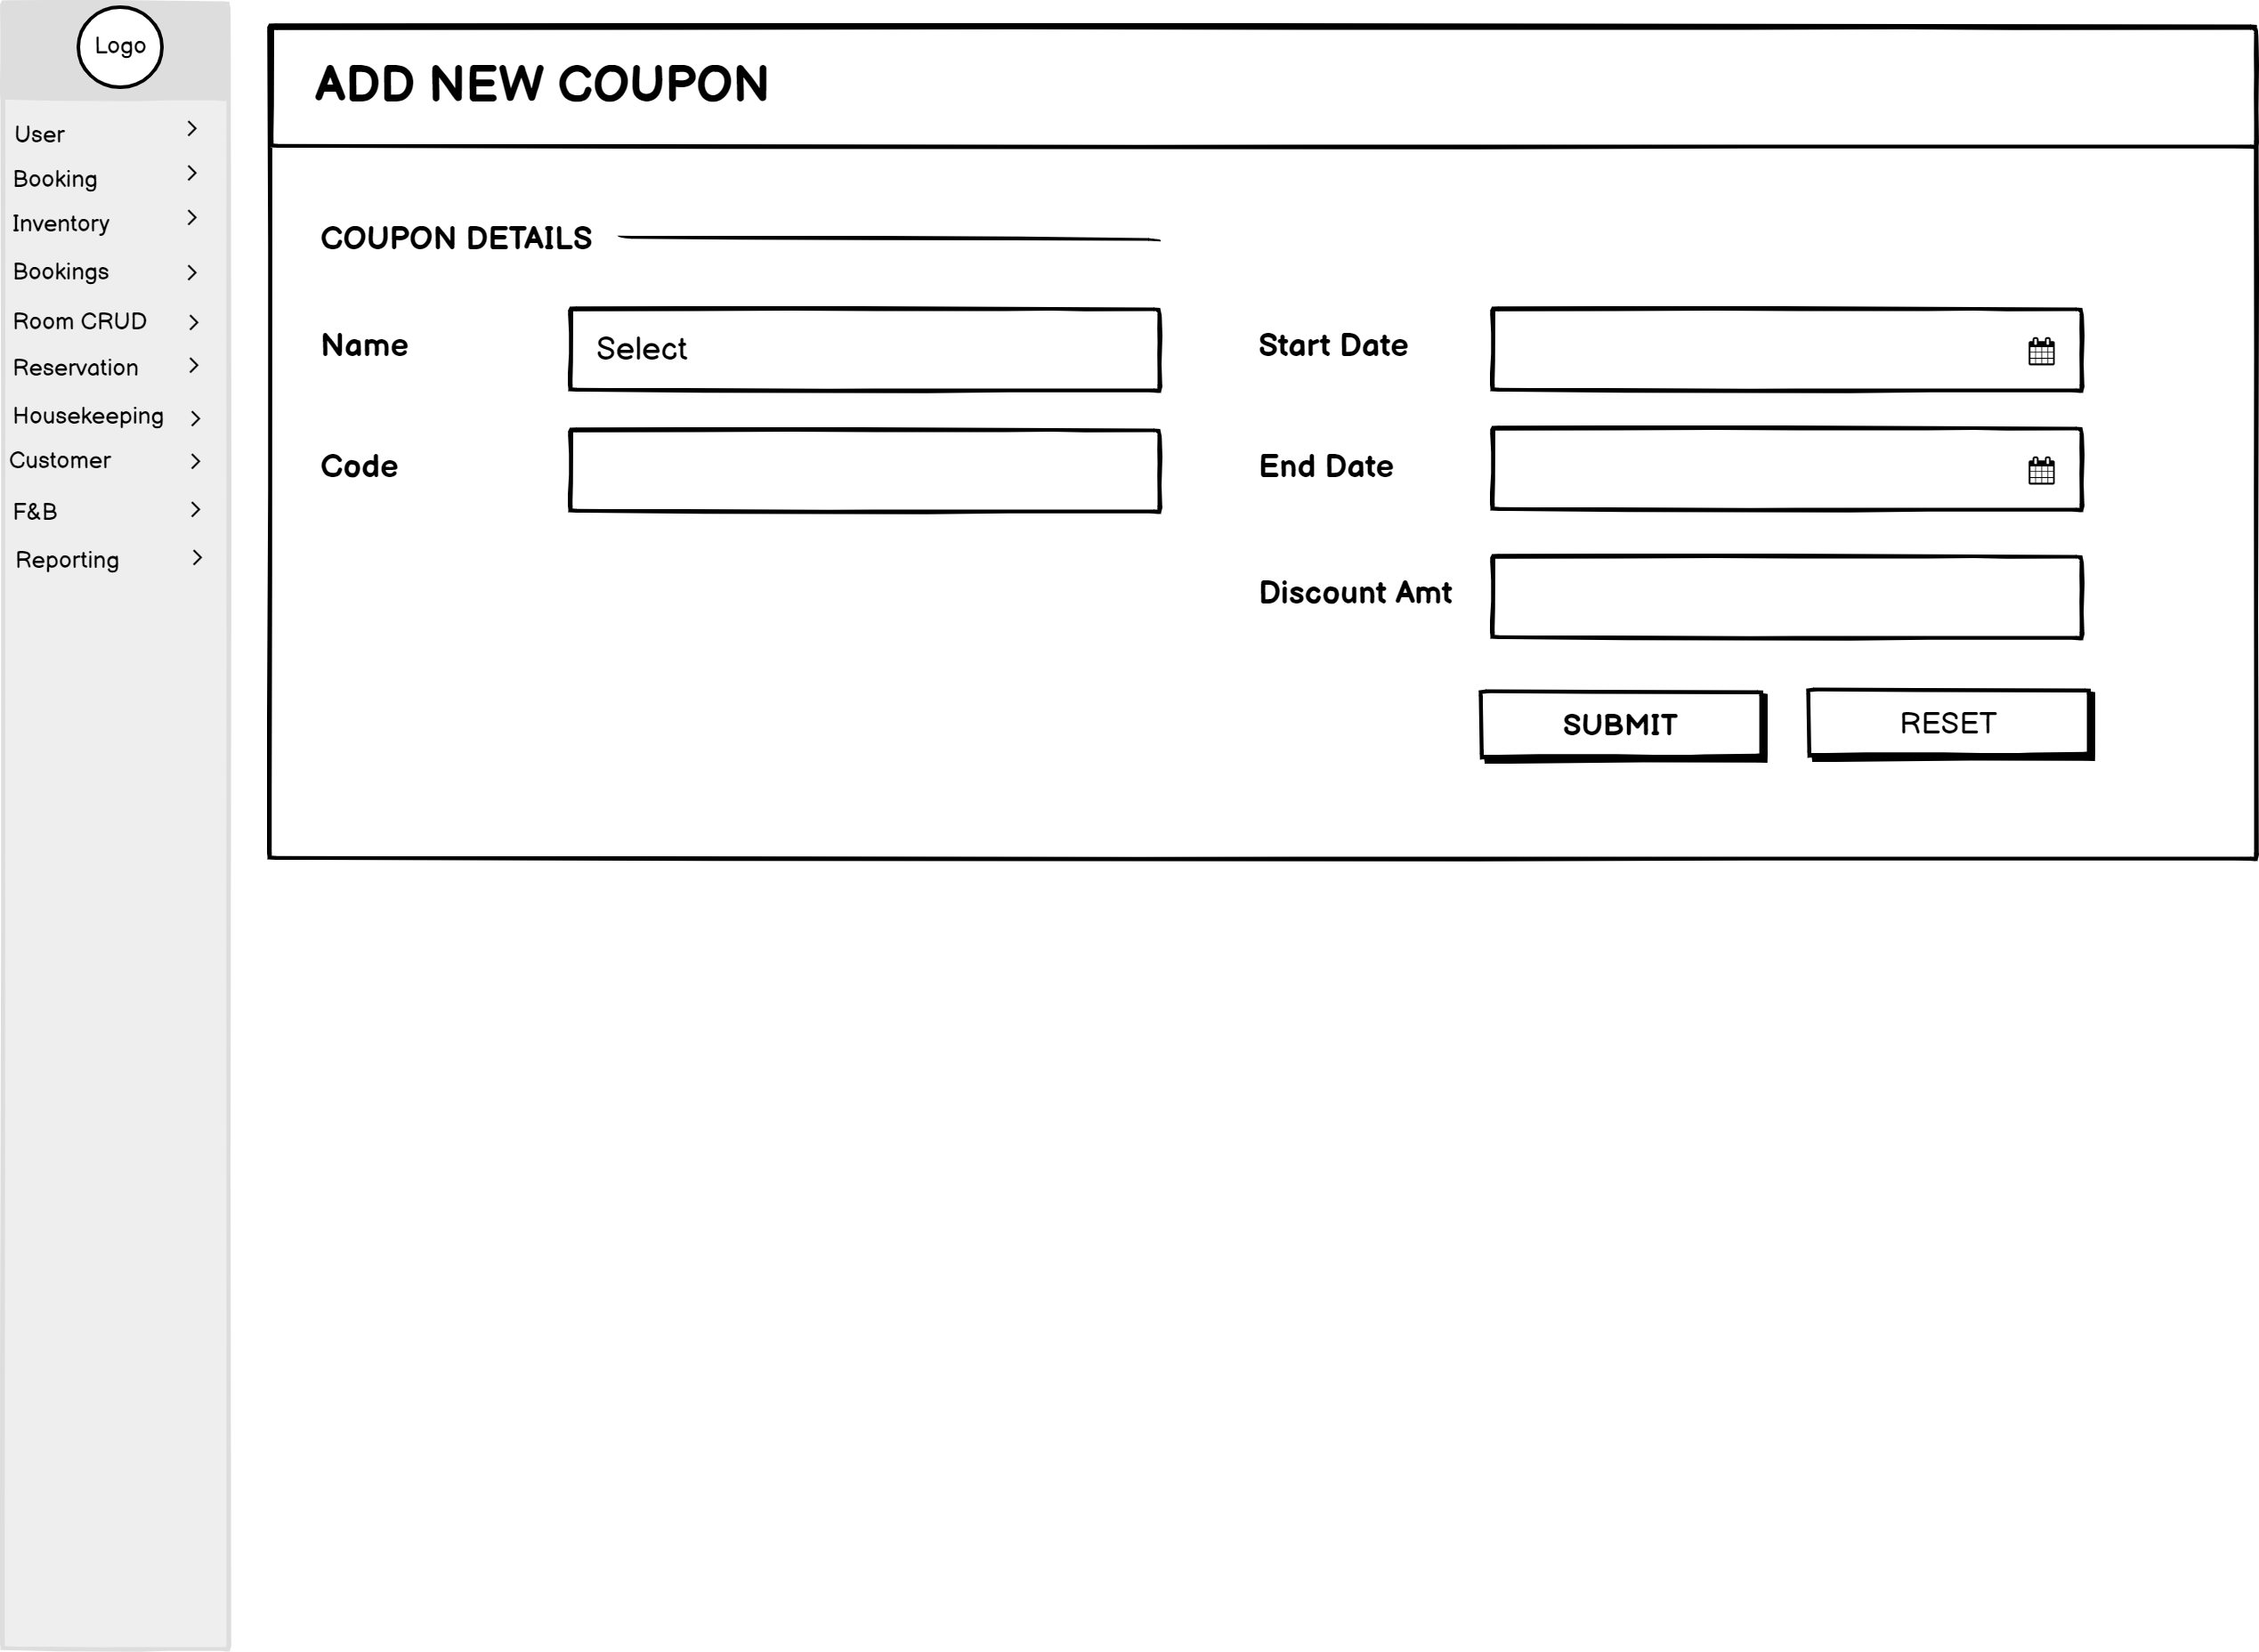 Logo
User
Booking
Inventory
Bookings
Room CRUD
Reservation
Housekeeping
Customer
F&B
Reporting
ADD NEW COUPON
COUPON DETAILS
Name
Select
Start Date
Code
End Date
Discount Amt
SUBMIT
RESET